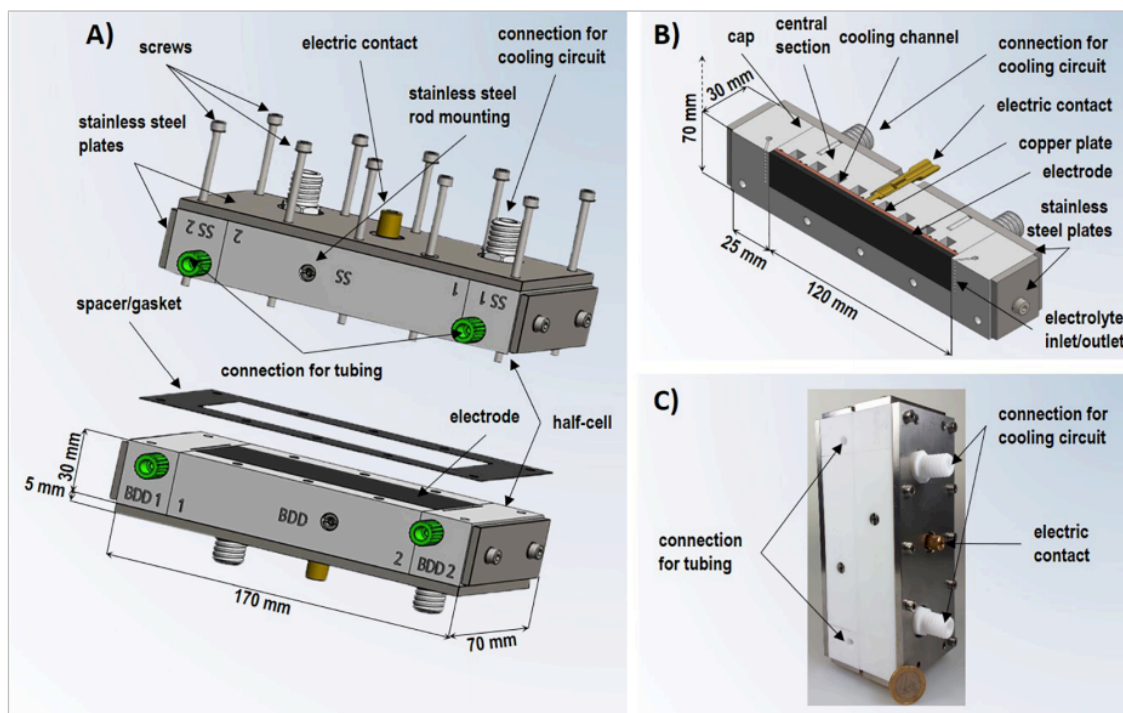 A)
screws
electric contact
connection for
cooling circuit
stainless steel
rod mounting
stainless steel
plates
SS 2
2
SS
1
SS 1
spacer/gasket
connection for tubing
electrode
half-cell
30 mm
5 mm
BDD 1
1
BDD
2
BDD 2
170 mm
70 mm
B)
cap
central
section
cooling channel
connection for
cooling circuit
electric contact
copper plate
electrode
stainless
steel plates
30 mm
70 mm
25 mm
120 mm
electrolyte
inlet/outlet
C)
connection for
cooling circuit
connection
for tubing
electric
contact